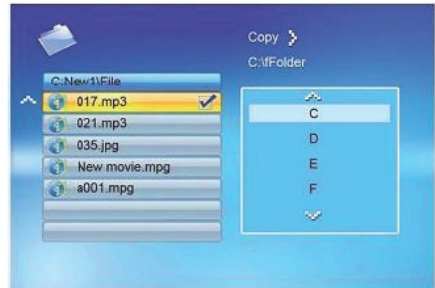 Copy
C:\fFolder
C:New1\File
017.mp3
021.mp3
035.jpg
New movie.mpg
a001.mpg
C
D
E
F